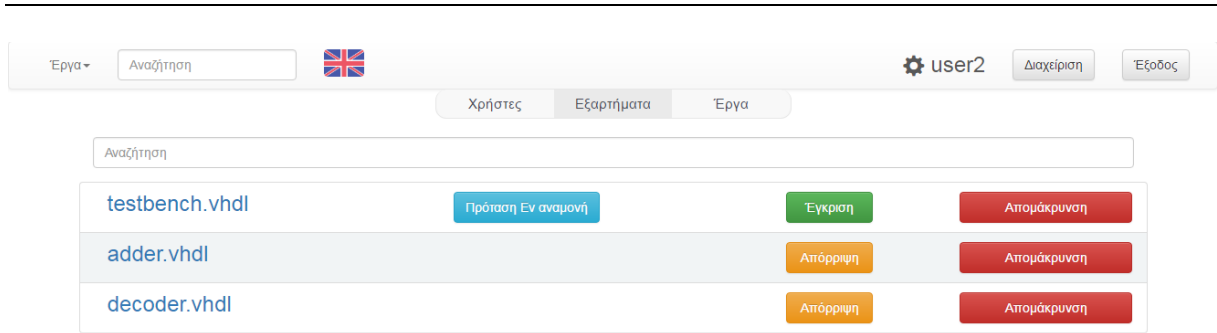 Έργα Αναζήτηση user2 Διαχείριση Έξοδος
Χρήστες Εξαρτήματα Έργα
Αναζήτηση
testbench.vhdl Πρόταση Εν αναμονή Έγκριση Απομάκρυνση
adder.vhdl Απόρριψη Απομάκρυνση
decoder.vhdl Απόρριψη Απομάκρυνση